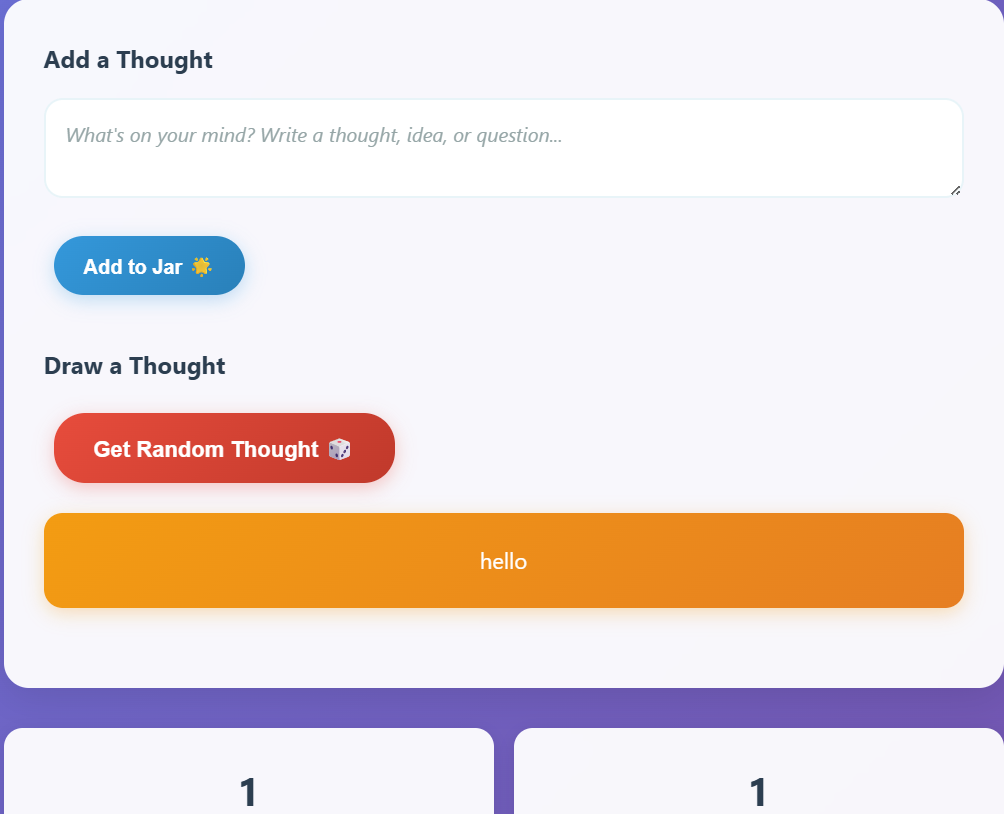 Add a Thought
What's on your mind? Write a thought, idea, or question...
Add to Jar 🌟
Draw a Thought
Get Random Thought 🎲
hello
1
1